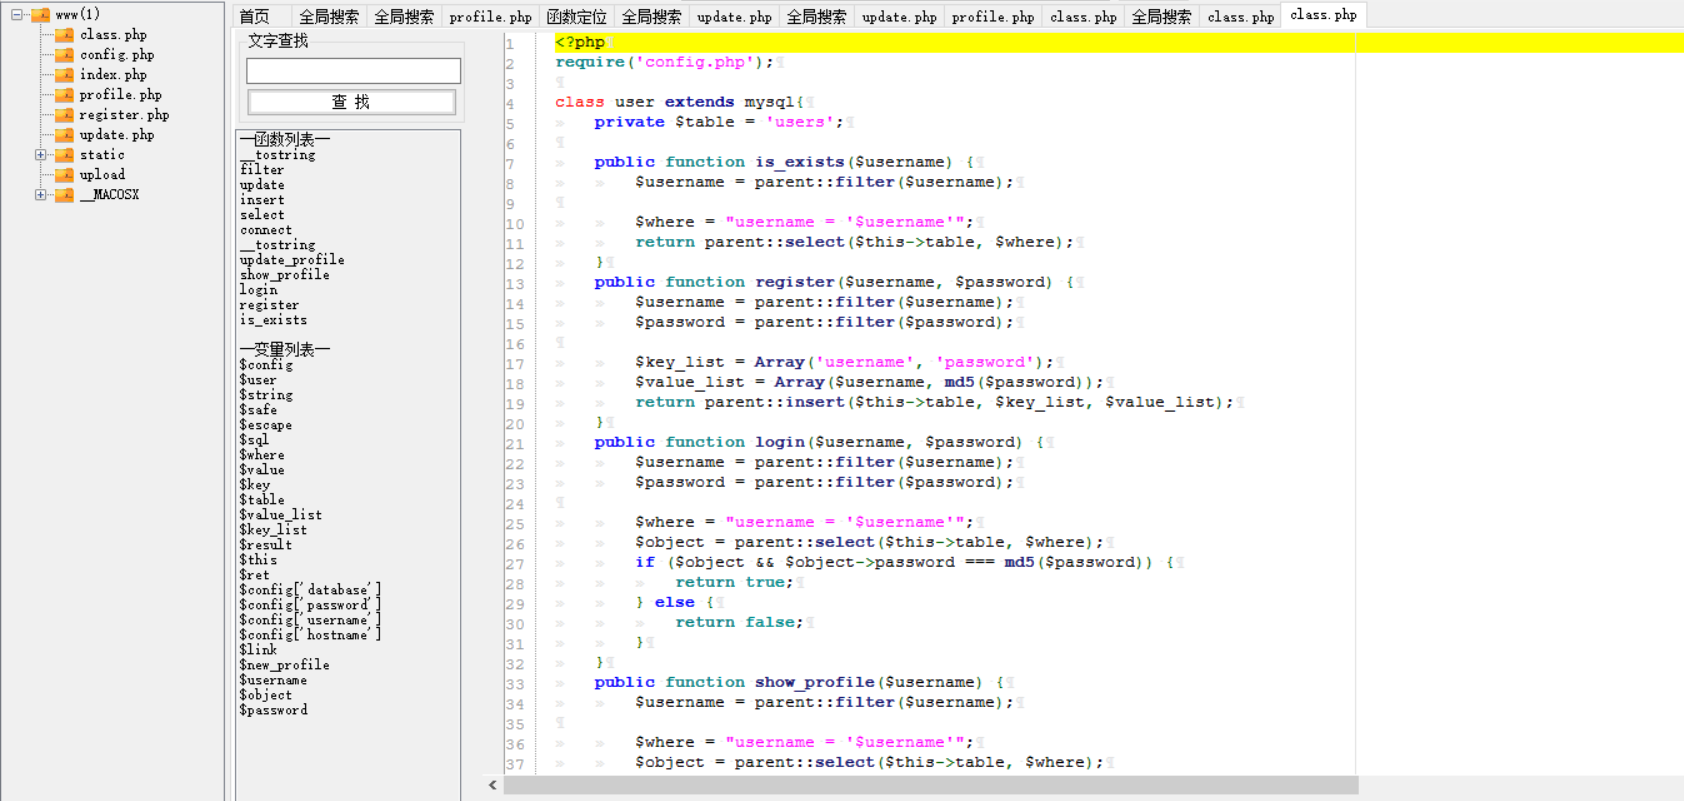 www(1)
class.php
config.php
index.php
profile.php
register.php
update.php
static
upload
__MACOSX
首页 全局搜索 全局搜索 profile.php 函数定位 全局搜索 update.php 全局搜索 update.php profile.php class.php 全局搜索 class.php class.php
文字查找
查 找
—函数列表—
__tostring
filter
update
insert
select
connect
__tostring
update_profile
show_profile
login
register
is_exists
—变量列表—
$config
$user
$string
$safe
$escape
$sql
$where
$value
$key
$table
$value_list
$key_list
$result
$this
$ret
$config['database']
$config['password']
$config['username']
$config['hostname']
$link
$new_profile
$username
$object
$password
1 <?php
2 require('config.php');
3
4 class user extends mysql{
5 private $table = 'users';
6
7 public function is_exists($username) {
8 $username = parent::filter($username);
9
10 $where = "username = '$username'";
11 return parent::select($this->table, $where);
12 }
13 public function register($username, $password) {
14 $username = parent::filter($username);
15 $password = parent::filter($password);
16
17 $key_list = Array('username', 'password');
18 $value_list = Array($username, md5($password));
19 return parent::insert($this->table, $key_list, $value_list);
20 }
21 public function login($username, $password) {
22 $username = parent::filter($username);
23 $password = parent::filter($password);
24
25 $where = "username = '$username'";
26 $object = parent::select($this->table, $where);
27 if ($object && $object->password === md5($password)) {
28 return true;
29 } else {
30 return false;
31 }
32 }
33 public function show_profile($username) {
34 $username = parent::filter($username);
35
36 $where = "username = '$username'";
37 $object = parent::select($this->table, $where);